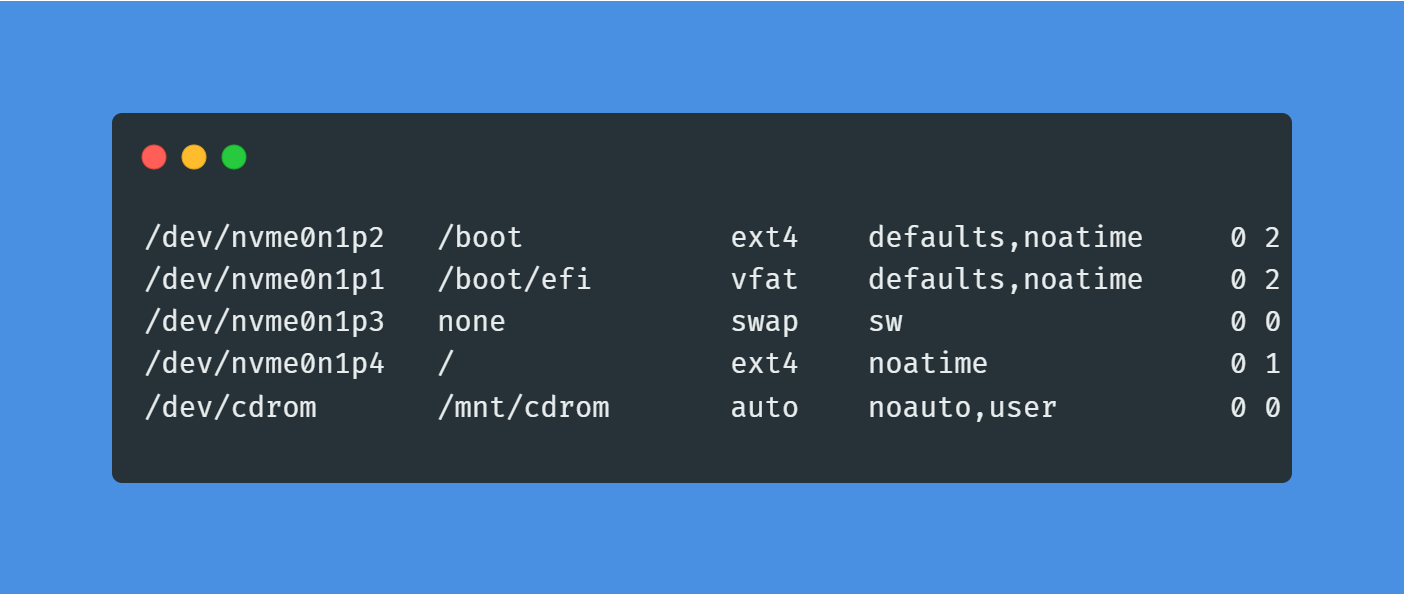 /dev/nvme0n1p2   /boot            ext4    defaults,noatime     0 2
/dev/nvme0n1p1   /boot/efi        vfat    defaults,noatime     0 2
/dev/nvme0n1p3   none             swap    sw                   0 0
/dev/nvme0n1p4   /                ext4    noatime              0 1
/dev/cdrom       /mnt/cdrom       auto    noauto,user          0 0